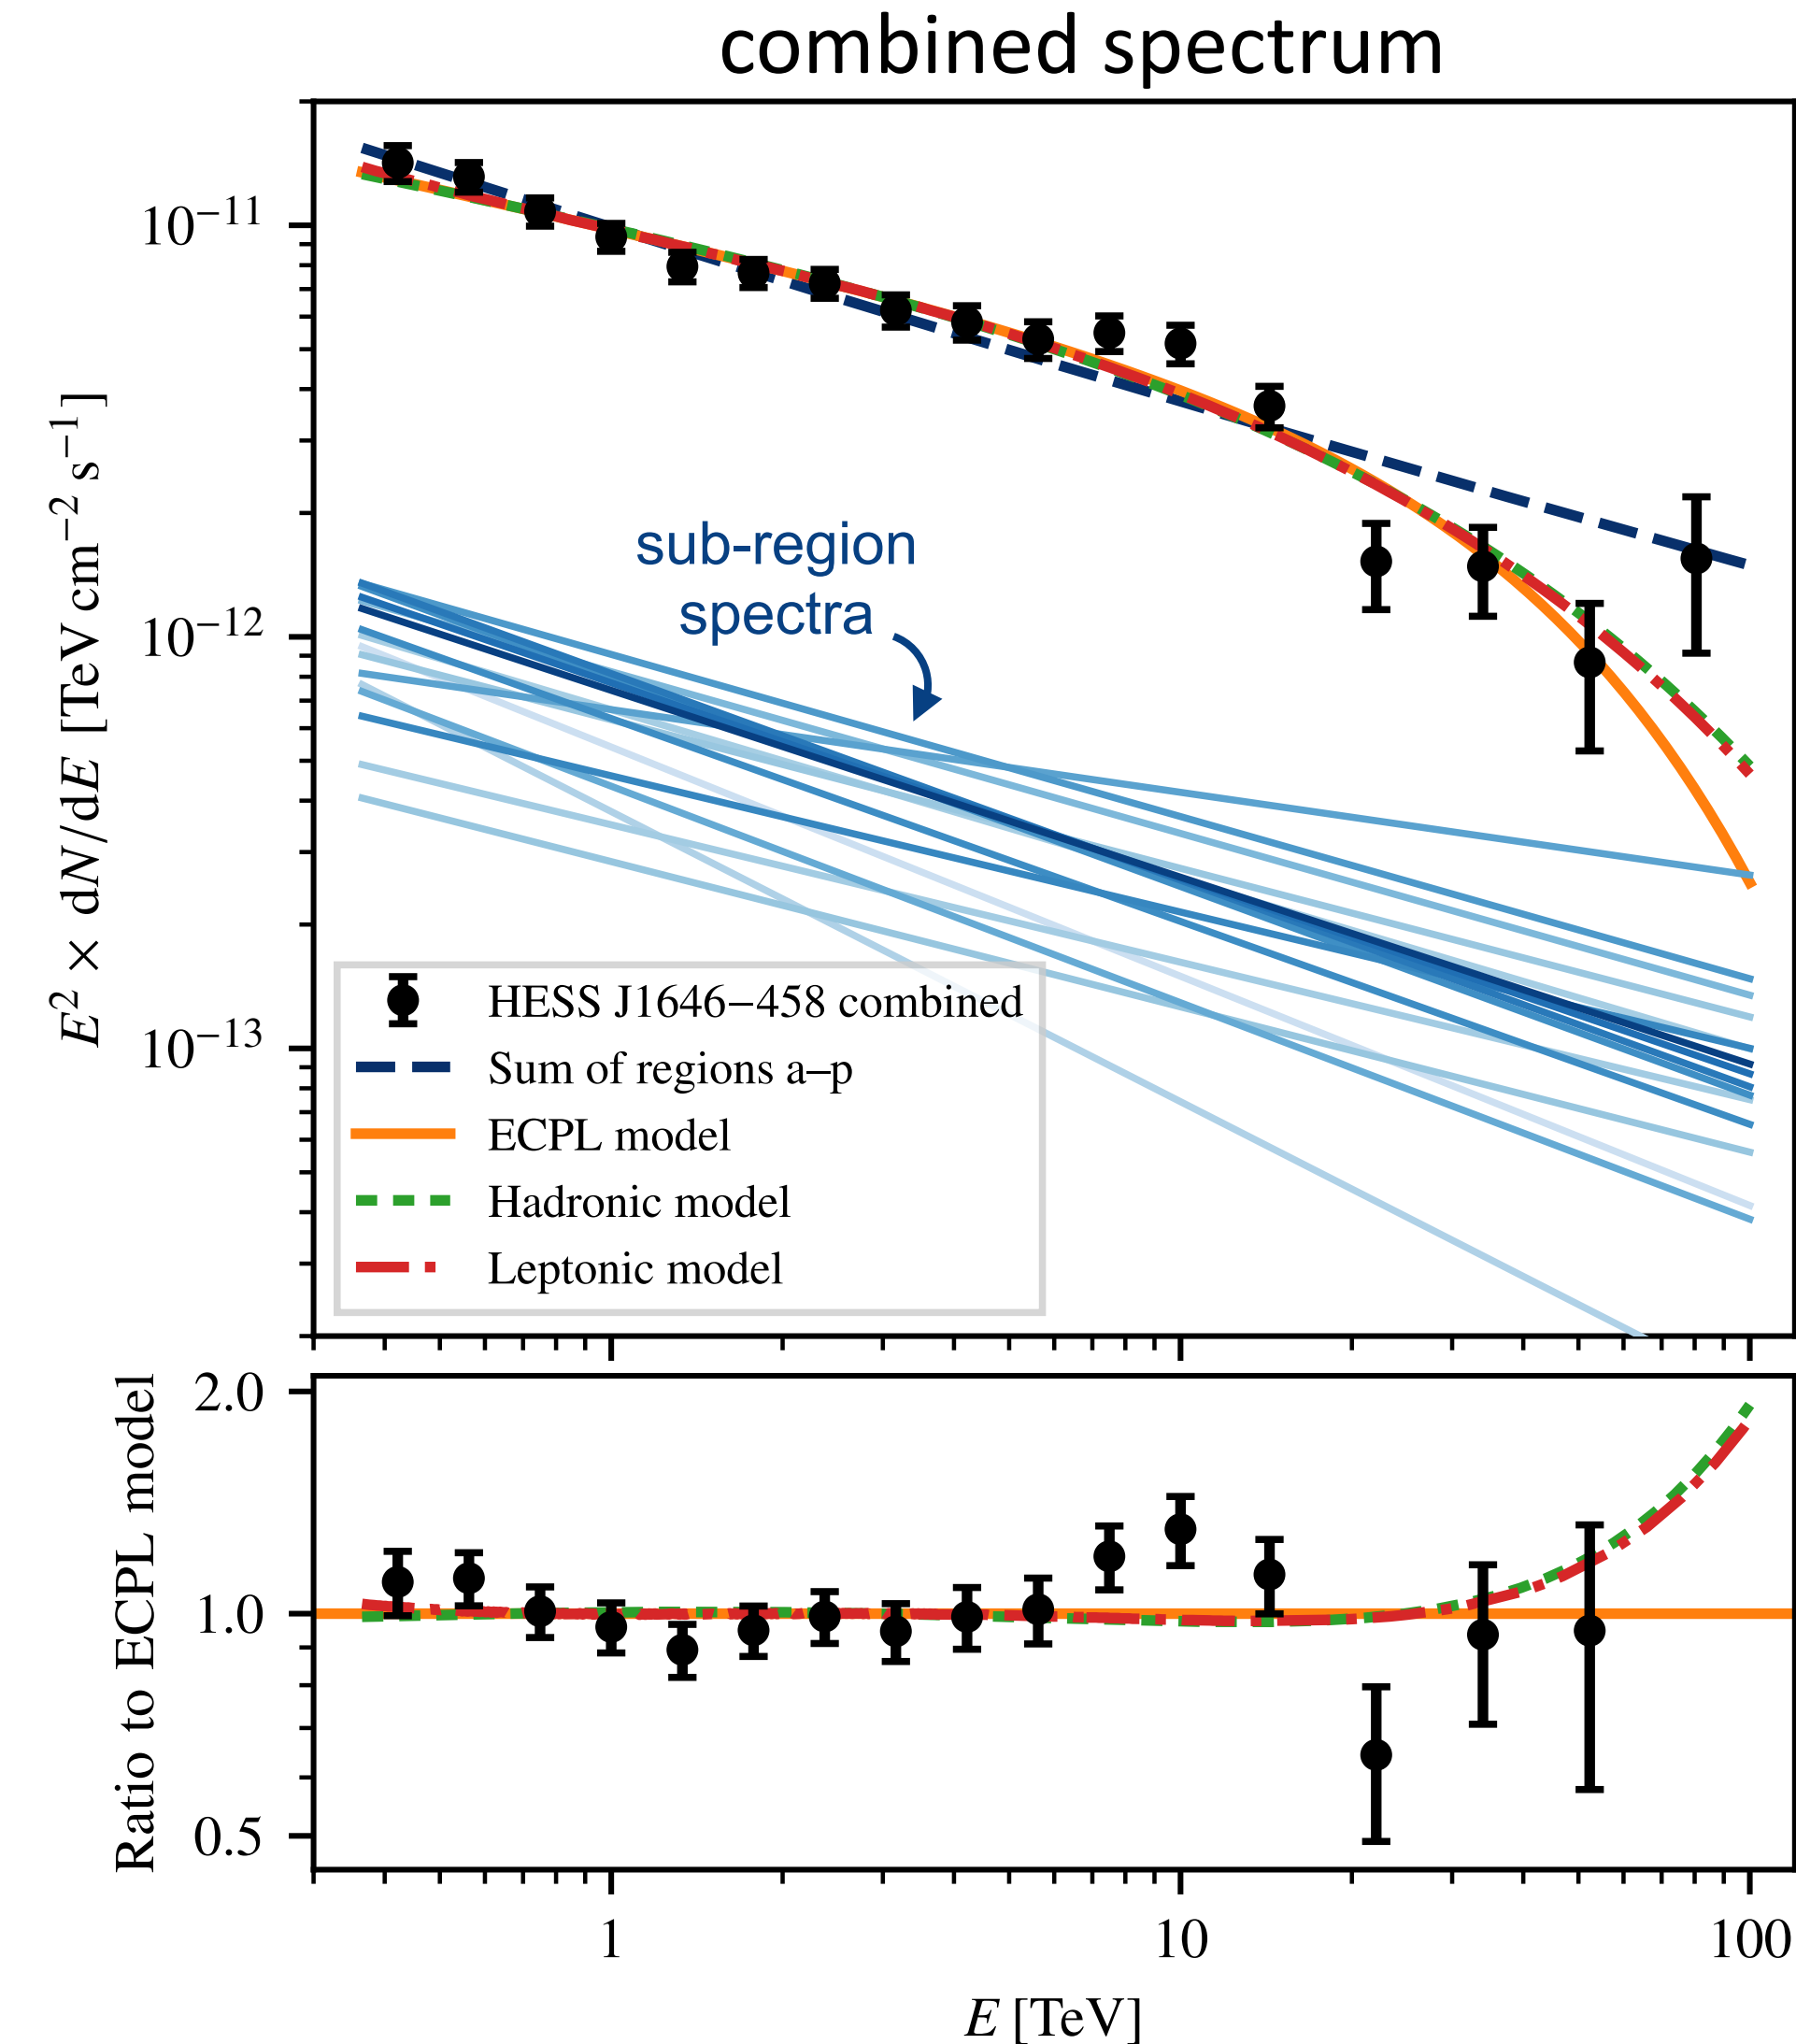 combined spectrum
E² × dN/dE [TeV cm⁻² s⁻¹]
10⁻¹¹
10⁻¹²
10⁻¹³
sub-region
spectra
HESS J1646−458 combined
Sum of regions a–p
ECPL model
Hadronic model
Leptonic model
Ratio to ECPL model
2.0
1.0
0.5
1
10
100
E [TeV]